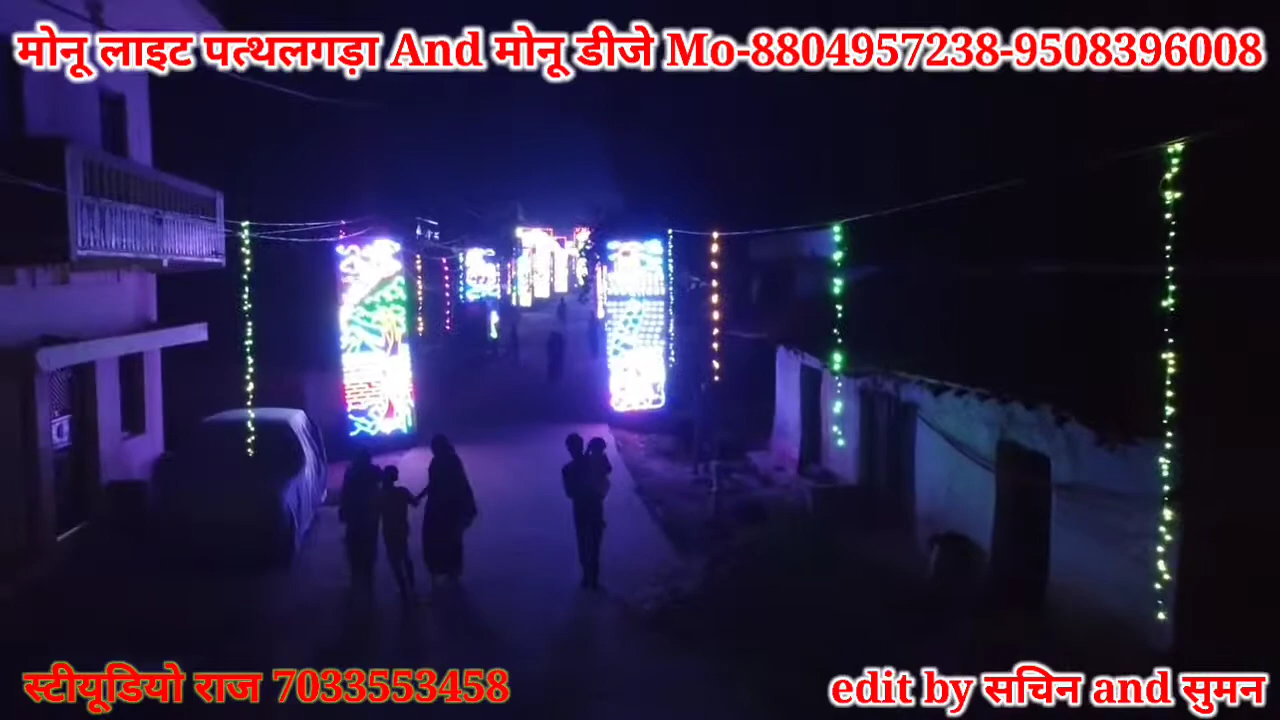 मोनू लाइट पत्थलगड़ा And मोनू डीजे Mo-8804957238-9508396008
स्टीयूडियो राज 7033553458
edit by सचिन and सुमन